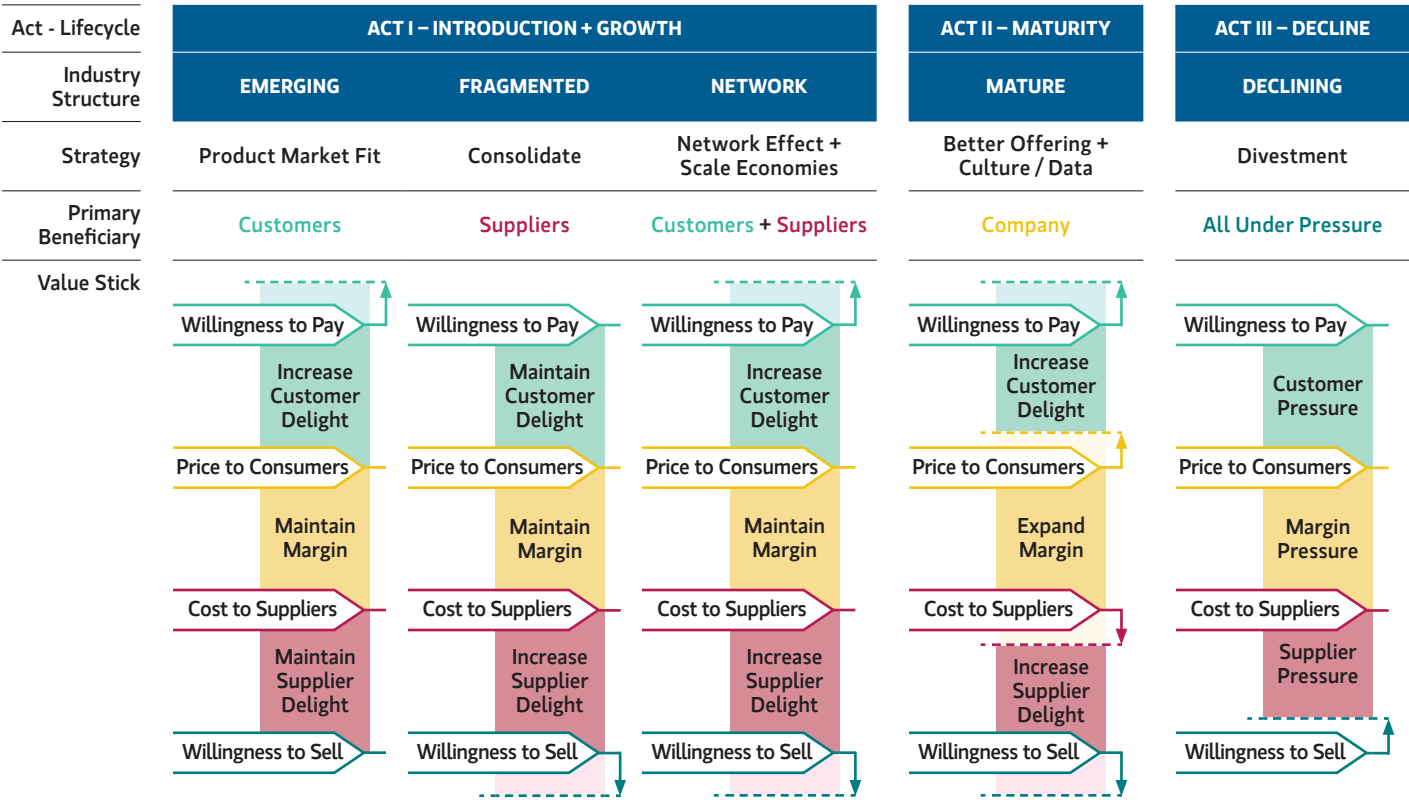 Act - Lifecycle
ACT I – INTRODUCTION + GROWTH
ACT II – MATURITY
ACT III – DECLINE
Industry
Structure
EMERGING
FRAGMENTED
NETWORK
MATURE
DECLINING
Strategy
Product Market Fit
Consolidate
Network Effect +
Scale Economies
Better Offering +
Culture / Data
Divestment
Primary
Beneficiary
Customers
Suppliers
Customers + Suppliers
Company
All Under Pressure
Value Stick
Willingness to Pay
Willingness to Pay
Willingness to Pay
Willingness to Pay
Willingness to Pay
Increase
Customer
Delight
Maintain
Customer
Delight
Increase
Customer
Delight
Increase
Customer
Delight
Customer
Pressure
Price to Consumers
Price to Consumers
Price to Consumers
Price to Consumers
Price to Consumers
Maintain
Margin
Maintain
Margin
Maintain
Margin
Expand
Margin
Margin
Pressure
Cost to Suppliers
Cost to Suppliers
Cost to Suppliers
Cost to Suppliers
Cost to Suppliers
Maintain
Supplier
Delight
Increase
Supplier
Delight
Increase
Supplier
Delight
Increase
Supplier
Delight
Supplier
Pressure
Willingness to Sell
Willingness to Sell
Willingness to Sell
Willingness to Sell
Willingness to Sell